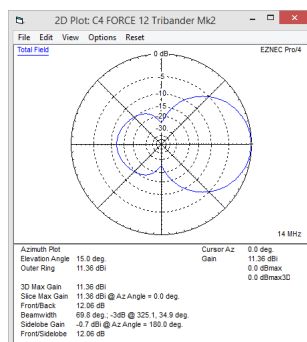 2D Plot: C4 FORCE 12 Tribander Mk2
File Edit View Options Reset
Total Field
EZNEC Pro/4
0 dB
-5
-10
-15
-20
-30
14 MHz
Azimuth Plot
Cursor Az 0.0 deg.
Elevation Angle 15.0 deg.
Gain 11.36 dBi
Outer Ring 11.36 dBi
0.0 dBmax
0.0 dBmax3D
3D Max Gain 11.36 dBi
Slice Max Gain 11.36 dBi @ Az Angle = 0.0 deg.
Front/Back 12.06 dB
Beamwidth 69.8 deg.; -3dB @ 325.1, 34.9 deg.
Sidelobe Gain -0.7 dBi @ Az Angle = 180.0 deg.
Front/Sidelobe 12.06 dB